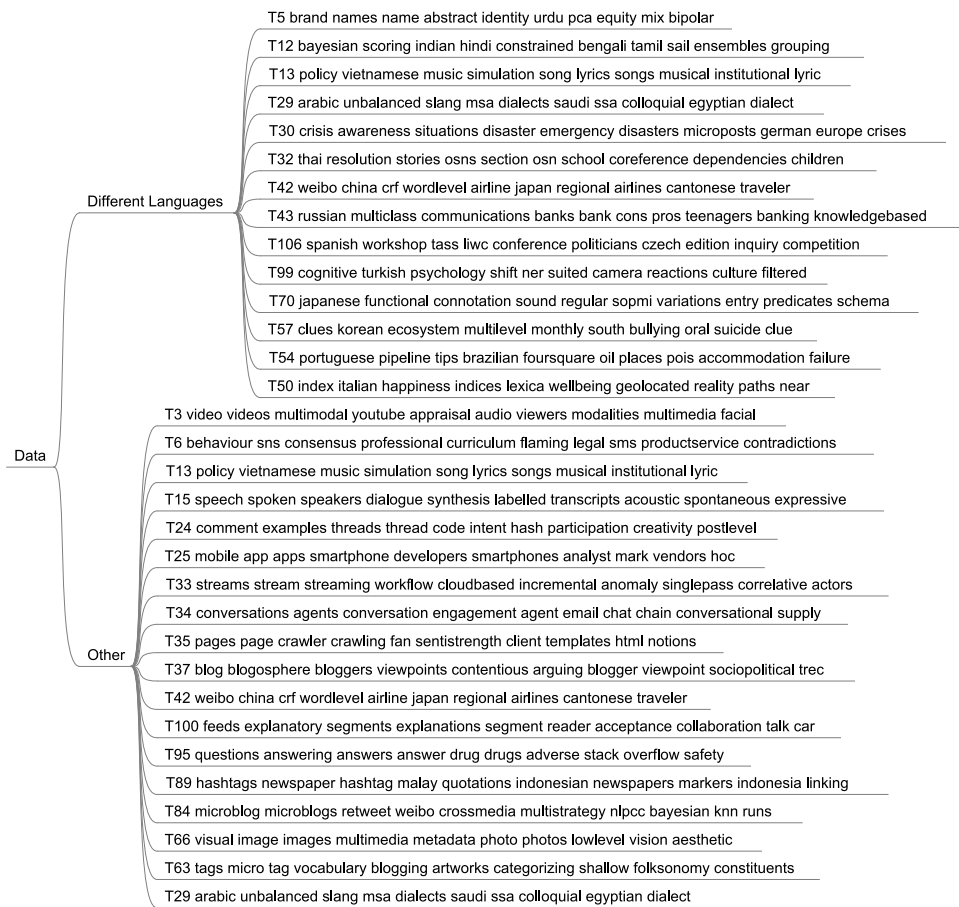 T5 brand names name abstract identity urdu pca equity mix bipolar
T12 bayesian scoring indian hindi constrained bengali tamil sail ensembles grouping
T13 policy vietnamese music simulation song lyrics songs musical institutional lyric
T29 arabic unbalanced slang msa dialects saudi ssa colloquial egyptian dialect
T30 crisis awareness situations disaster emergency disasters microposts german europe crises
T32 thai resolution stories osns section osn school coreference dependencies children
T42 weibo china crf wordlevel airline japan regional airlines cantonese traveler
Different Languages
T43 russian multiclass communications banks bank cons pros teenagers banking knowledgebased
T106 spanish workshop tass liwc conference politicians czech edition inquiry competition
T99 cognitive turkish psychology shift ner suited camera reactions culture filtered
T70 japanese functional connotation sound regular sopmi variations entry predicates schema
T57 clues korean ecosystem multilevel monthly south bullying oral suicide clue
T54 portuguese pipeline tips brazilian foursquare oil places pois accommodation failure
T50 index italian happiness indices lexica wellbeing geolocated reality paths near
T3 video videos multimodal youtube appraisal audio viewers modalities multimedia facial
T6 behaviour sns consensus professional curriculum flaming legal sms productservice contradictions
Data
T13 policy vietnamese music simulation song lyrics songs musical institutional lyric
T15 speech spoken speakers dialogue synthesis labelled transcripts acoustic spontaneous expressive
T24 comment examples threads thread code intent hash participation creativity postlevel
T25 mobile app apps smartphone developers smartphones analyst mark vendors hoc
T33 streams stream streaming workflow cloudbased incremental anomaly singlepass correlative actors
T34 conversations agents conversation engagement agent email chat chain conversational supply
T35 pages page crawler crawling fan sentistrength client templates html notions
Other
T37 blog blogosphere bloggers viewpoints contentious arguing blogger viewpoint sociopolitical trec
T42 weibo china crf wordlevel airline japan regional airlines cantonese traveler
T100 feeds explanatory segments explanations segment reader acceptance collaboration talk car
T95 questions answering answers answer drug drugs adverse stack overflow safety
T89 hashtags newspaper hashtag malay quotations indonesian newspapers markers indonesia linking
T84 microblog microblogs retweet weibo crossmedia multistrategy nlpcc bayesian knn runs
T66 visual image images multimedia metadata photo photos lowlevel vision aesthetic
T63 tags micro tag vocabulary blogging artworks categorizing shallow folksonomy constituents
T29 arabic unbalanced slang msa dialects saudi ssa colloquial egyptian dialect